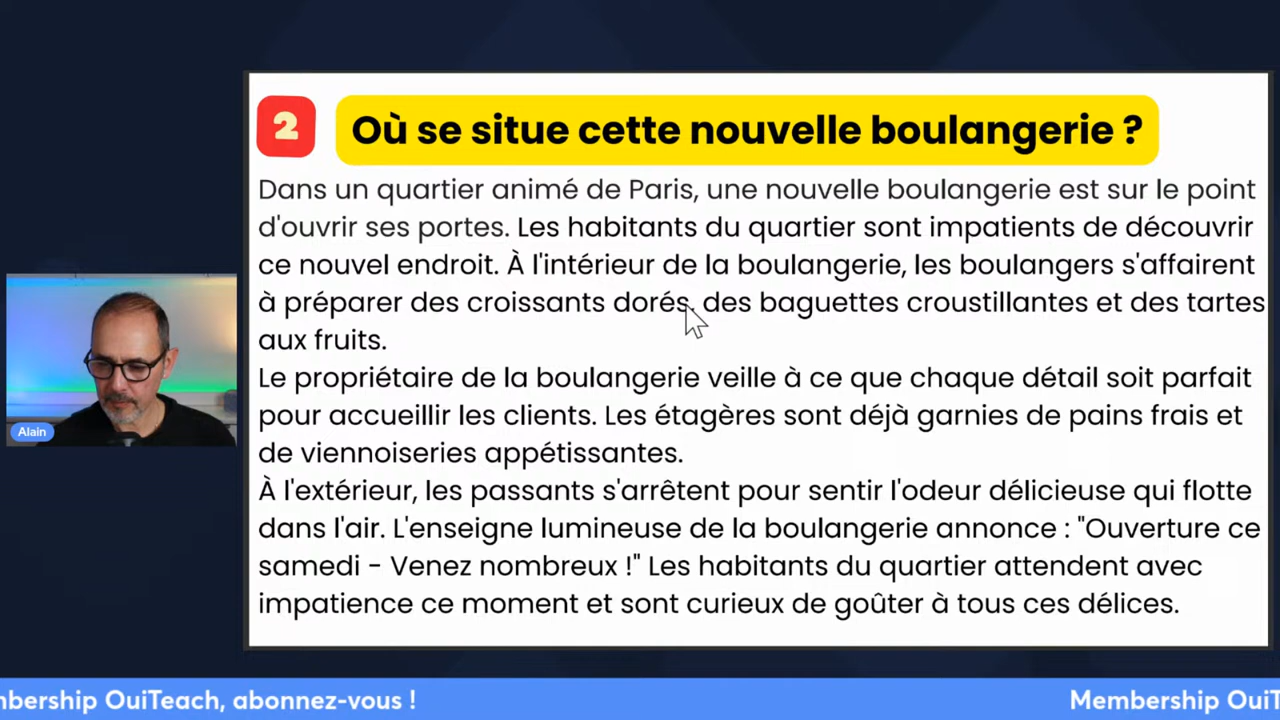 2
Où se situe cette nouvelle boulangerie ?
Dans un quartier animé de Paris, une nouvelle boulangerie est sur le point
d'ouvrir ses portes. Les habitants du quartier sont impatients de découvrir
ce nouvel endroit. À l'intérieur de la boulangerie, les boulangers s'affairent
à préparer des croissants dorés, des baguettes croustillantes et des tartes
aux fruits.
Le propriétaire de la boulangerie veille à ce que chaque détail soit parfait
pour accueillir les clients. Les étagères sont déjà garnies de pains frais et
de viennoiseries appétissantes.
À l'extérieur, les passants s'arrêtent pour sentir l'odeur délicieuse qui flotte
dans l'air. L'enseigne lumineuse de la boulangerie annonce : "Ouverture ce
samedi - Venez nombreux !" Les habitants du quartier attendent avec
impatience ce moment et sont curieux de goûter à tous ces délices.
Alain
mbership OuiTeach, abonnez-vous ! Membership OuiT